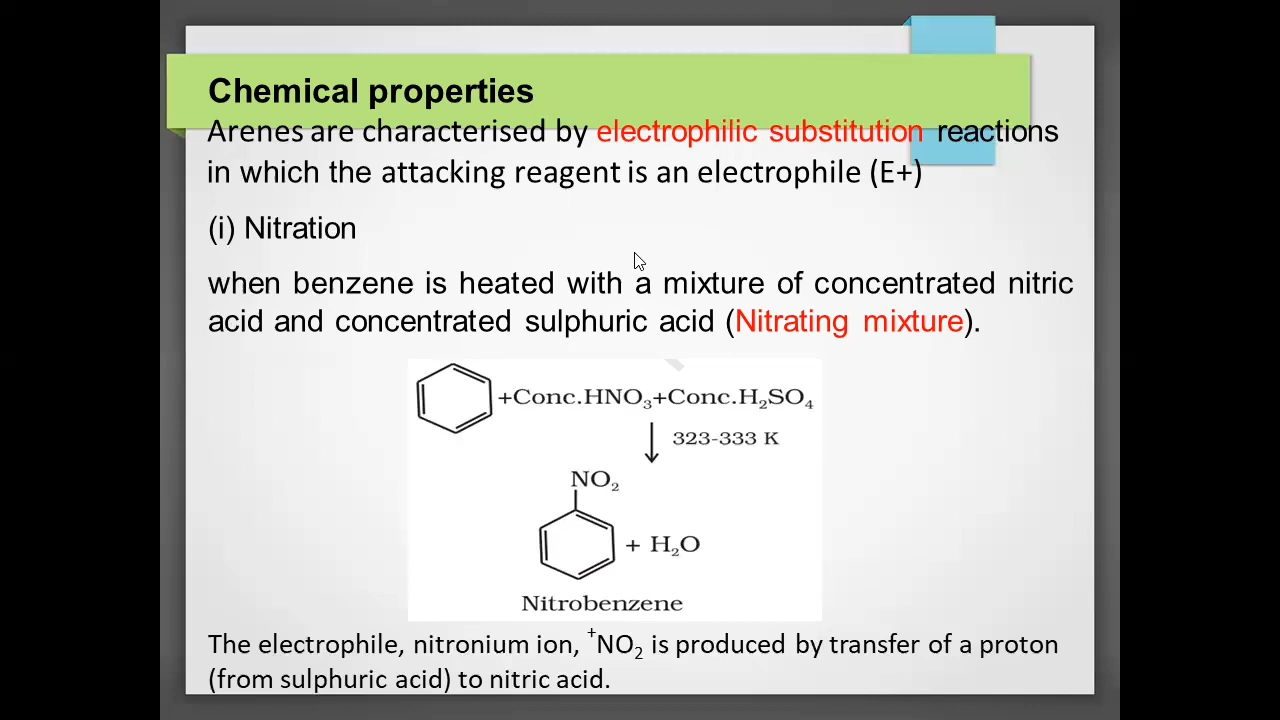 Chemical properties
Arenes are characterised by electrophilic substitution reactions
in which the attacking reagent is an electrophile (E+)
(i) Nitration
when benzene is heated with a mixture of concentrated nitric
acid and concentrated sulphuric acid (Nitrating mixture).
+Conc.HNO₃+Conc.H₂SO₄
323-333 K
NO₂
+ H₂O
Nitrobenzene
The electrophile, nitronium ion, ⁺NO₂ is produced by transfer of a proton
(from sulphuric acid) to nitric acid.